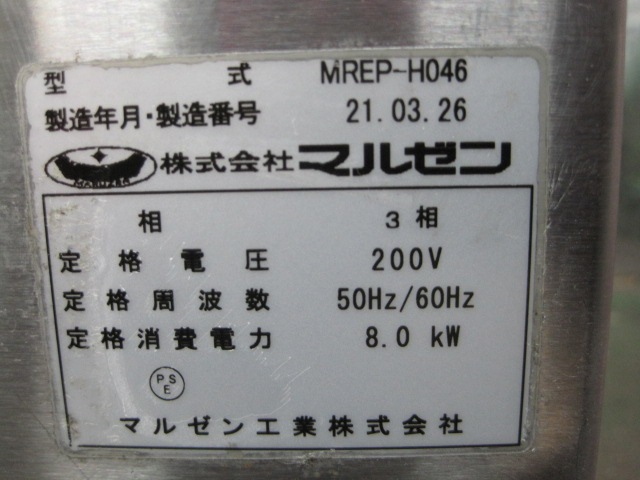 型 式 MREP-H046
製造年月・製造番号 21.03.26
MARUZEN 株式会社 マルゼン
相 3相
定格電圧 200V
定格周波数 50Hz/60Hz
定格消費電力 8.0 kW
PS
E
マルゼン工業株式会社